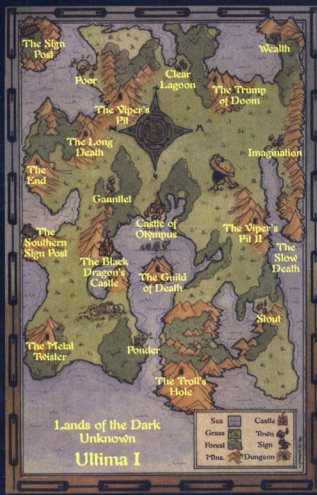 The Sign
Post
Wealth
Poor
Clear
Lagoon
The Trump
of Doom
The Viper's
Pit
The Long
Death
Imagination
The
End
Gauntlet
Castle of
Olympus
The Viper's
Pit II
The
Southern
Sign Post
The
Slow
Death
The Black
Dragon's
Castle
The Guild
of Death
Stout
The Metal
Twister
Ponder
The Troll's
Hole
Lands of the Dark
Unknown
Ultima I
Sea
Castle
Grass
Town
Forest
Sign
Mtns.
Dungeon